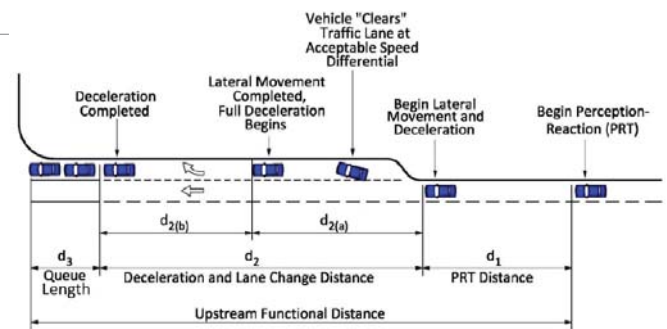 Vehicle "Clears"
Traffic Lane at
Acceptable Speed
Differential
Lateral Movement
Completed,
Full Deceleration
Begins
Deceleration
Completed
Begin Lateral
Movement and
Deceleration
Begin Perception-
Reaction (PRT)
d2(b)
d2(a)
d3
d2
d1
Queue
Length
Deceleration and Lane Change Distance
PRT Distance
Upstream Functional Distance